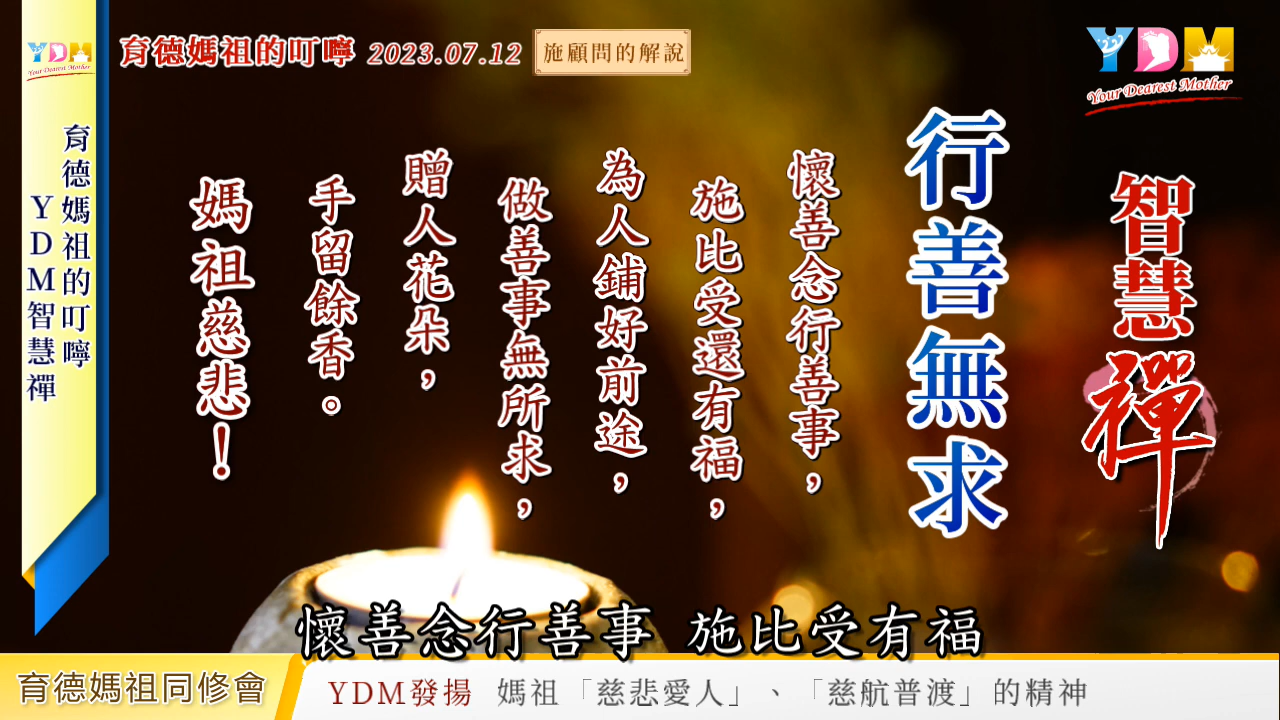 育德媽祖的叮嚀 2023.07.12 施顧問的解說
YDM
Your Dearest Mother
YDM
Your Dearest Mother
育德媽祖的叮嚀
YDM智慧禪
智慧禪
行善無求
懷善念行善事，
施比受還有福，
為人鋪好前途，
做善事無所求，
贈人花朵，
手留餘香。
媽祖慈悲！
懷善念行善事 施比受有福
育德媽祖同修會
YDM發揚 媽祖「慈悲愛人」、「慈航普渡」的精神